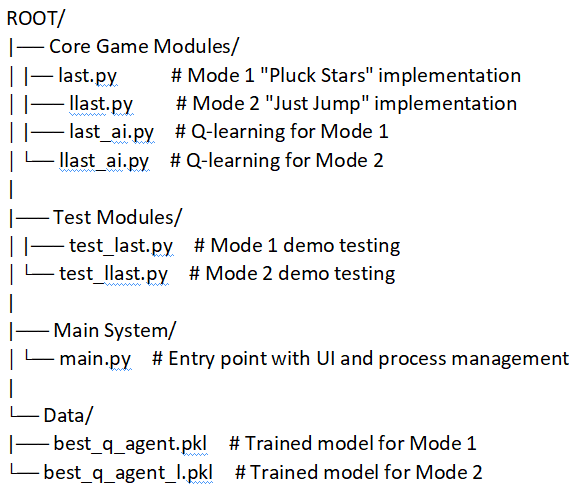 ROOT/
|── Core Game Modules/
| |── last.py # Mode 1 "Pluck Stars" implementation
| |── llast.py # Mode 2 "Just Jump" implementation
| |── last_ai.py # Q-learning for Mode 1
| └── llast_ai.py # Q-learning for Mode 2
|
|── Test Modules/
| |── test_last.py # Mode 1 demo testing
| └── test_llast.py # Mode 2 demo testing
|
|── Main System/
| └── main.py # Entry point with UI and process management
|
└── Data/
|── best_q_agent.pkl # Trained model for Mode 1
└── best_q_agent_l.pkl # Trained model for Mode 2